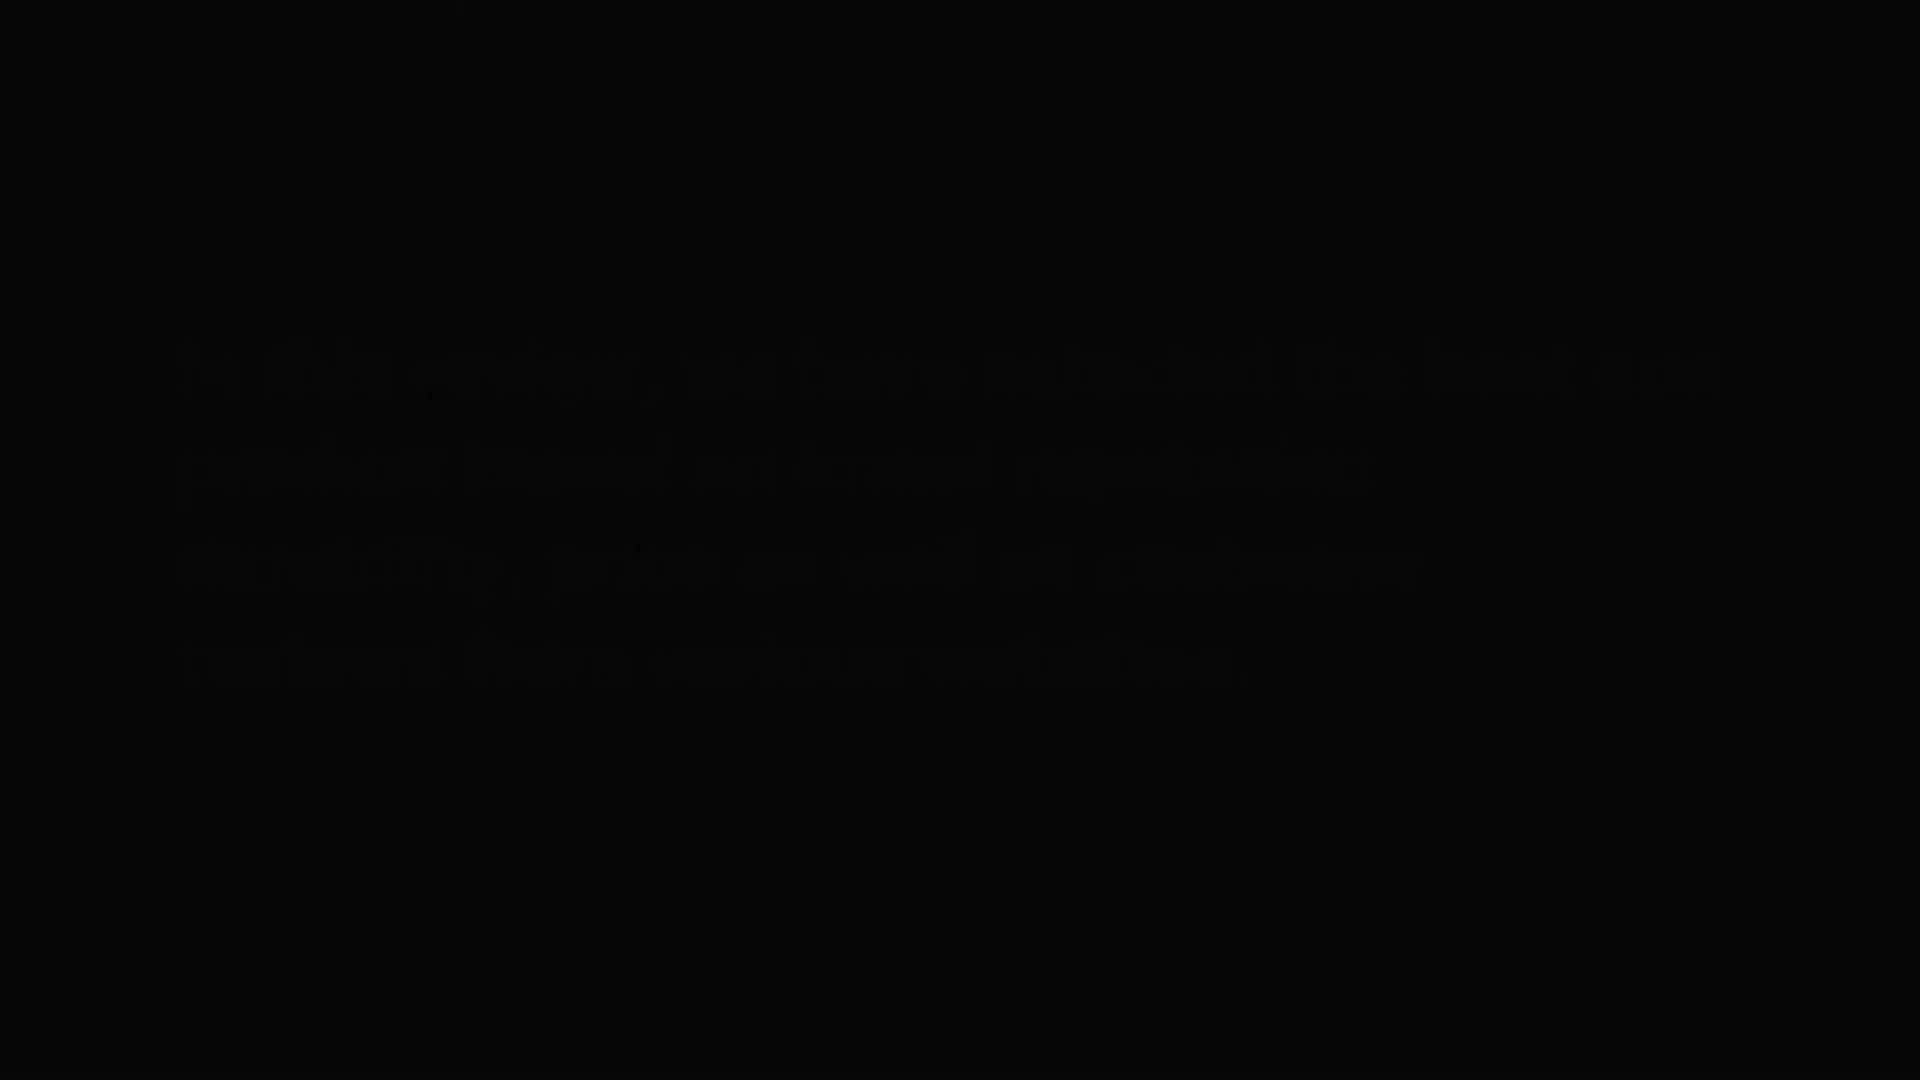 In this review, we have selected the best one
product based on brand reputation,
durability, price as well as customer
reviews from various websites.